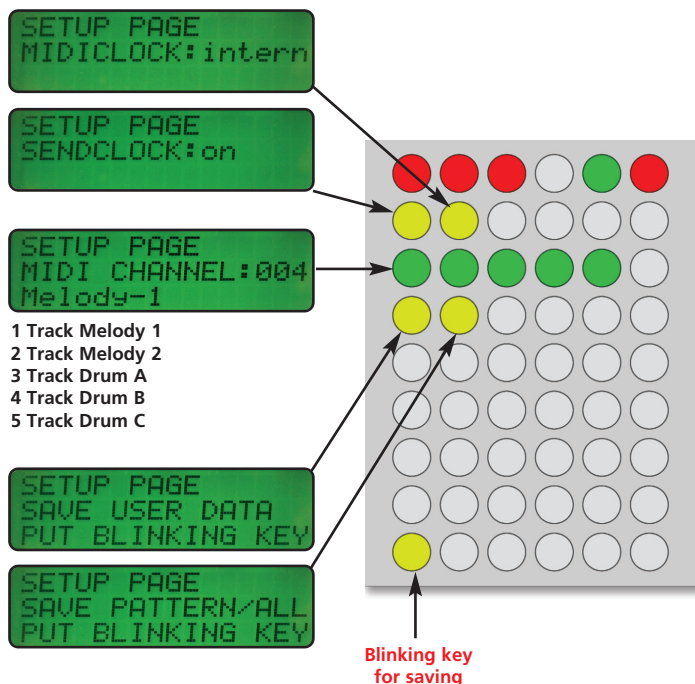 SETUP PAGE
MIDICLOCK:intern
SETUP PAGE
SENDCLOCK:on
SETUP PAGE
MIDI CHANNEL:004
Melody-1
1 Track Melody 1
2 Track Melody 2
3 Track Drum A
4 Track Drum B
5 Track Drum C
SETUP PAGE
SAVE USER DATA
PUT BLINKING KEY
SETUP PAGE
SAVE PATTERN/ALL
PUT BLINKING KEY
Blinking key
for saving